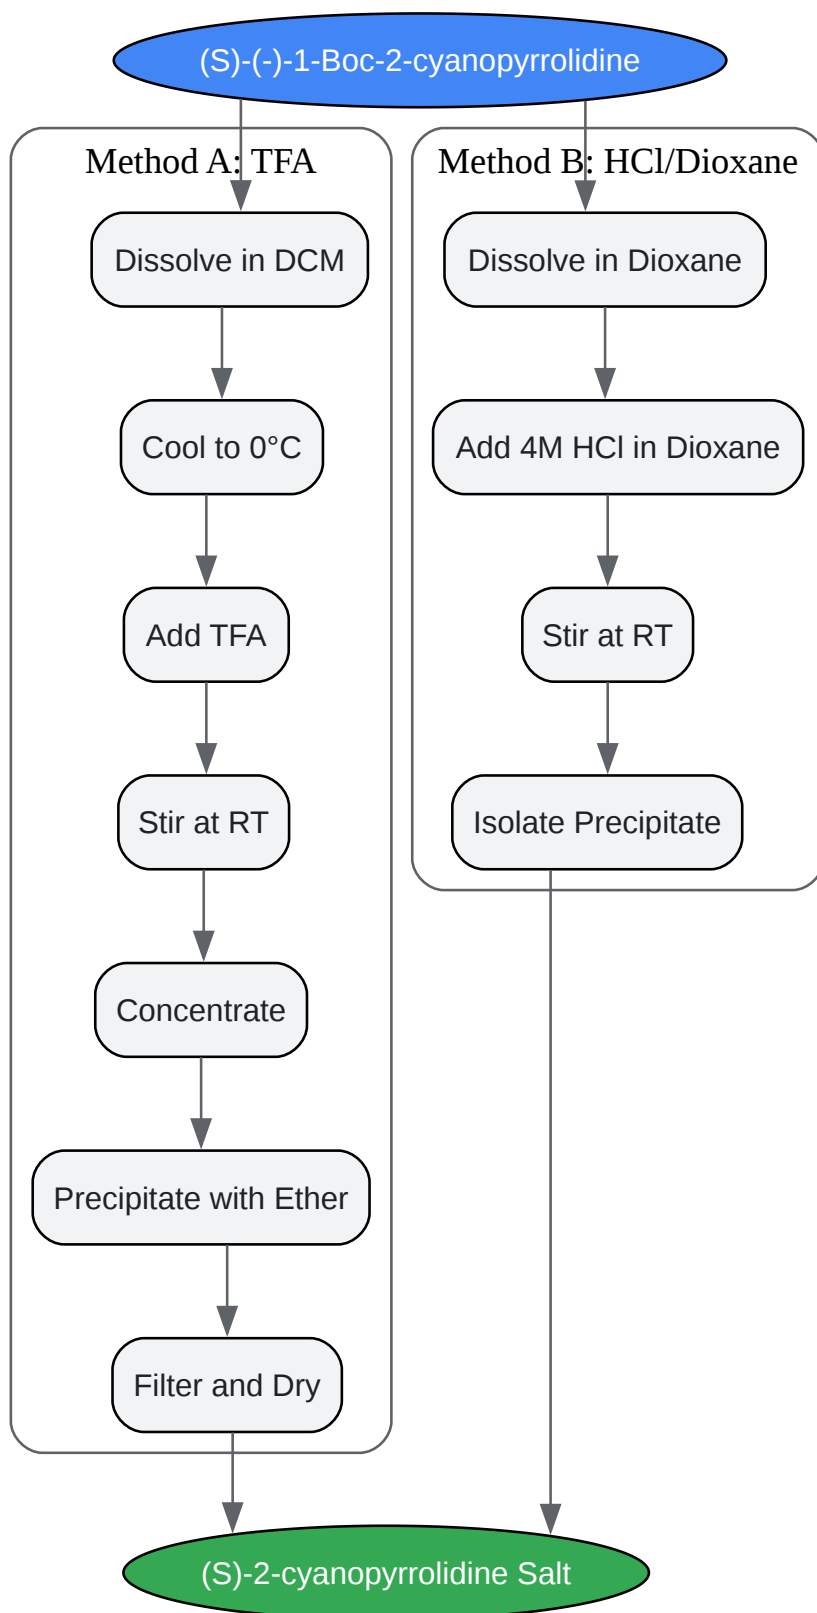 (S)-(-)-1-Boc-2-cyanopyrrolidine
Method A: TFA
Dissolve in DCM
Cool to 0°C
Add TFA
Stir at RT
Concentrate
Precipitate with Ether
Filter and Dry
Method B: HCl/Dioxane
Dissolve in Dioxane
Add 4M HCl in Dioxane
Stir at RT
Isolate Precipitate
(S)-2-cyanopyrrolidine Salt